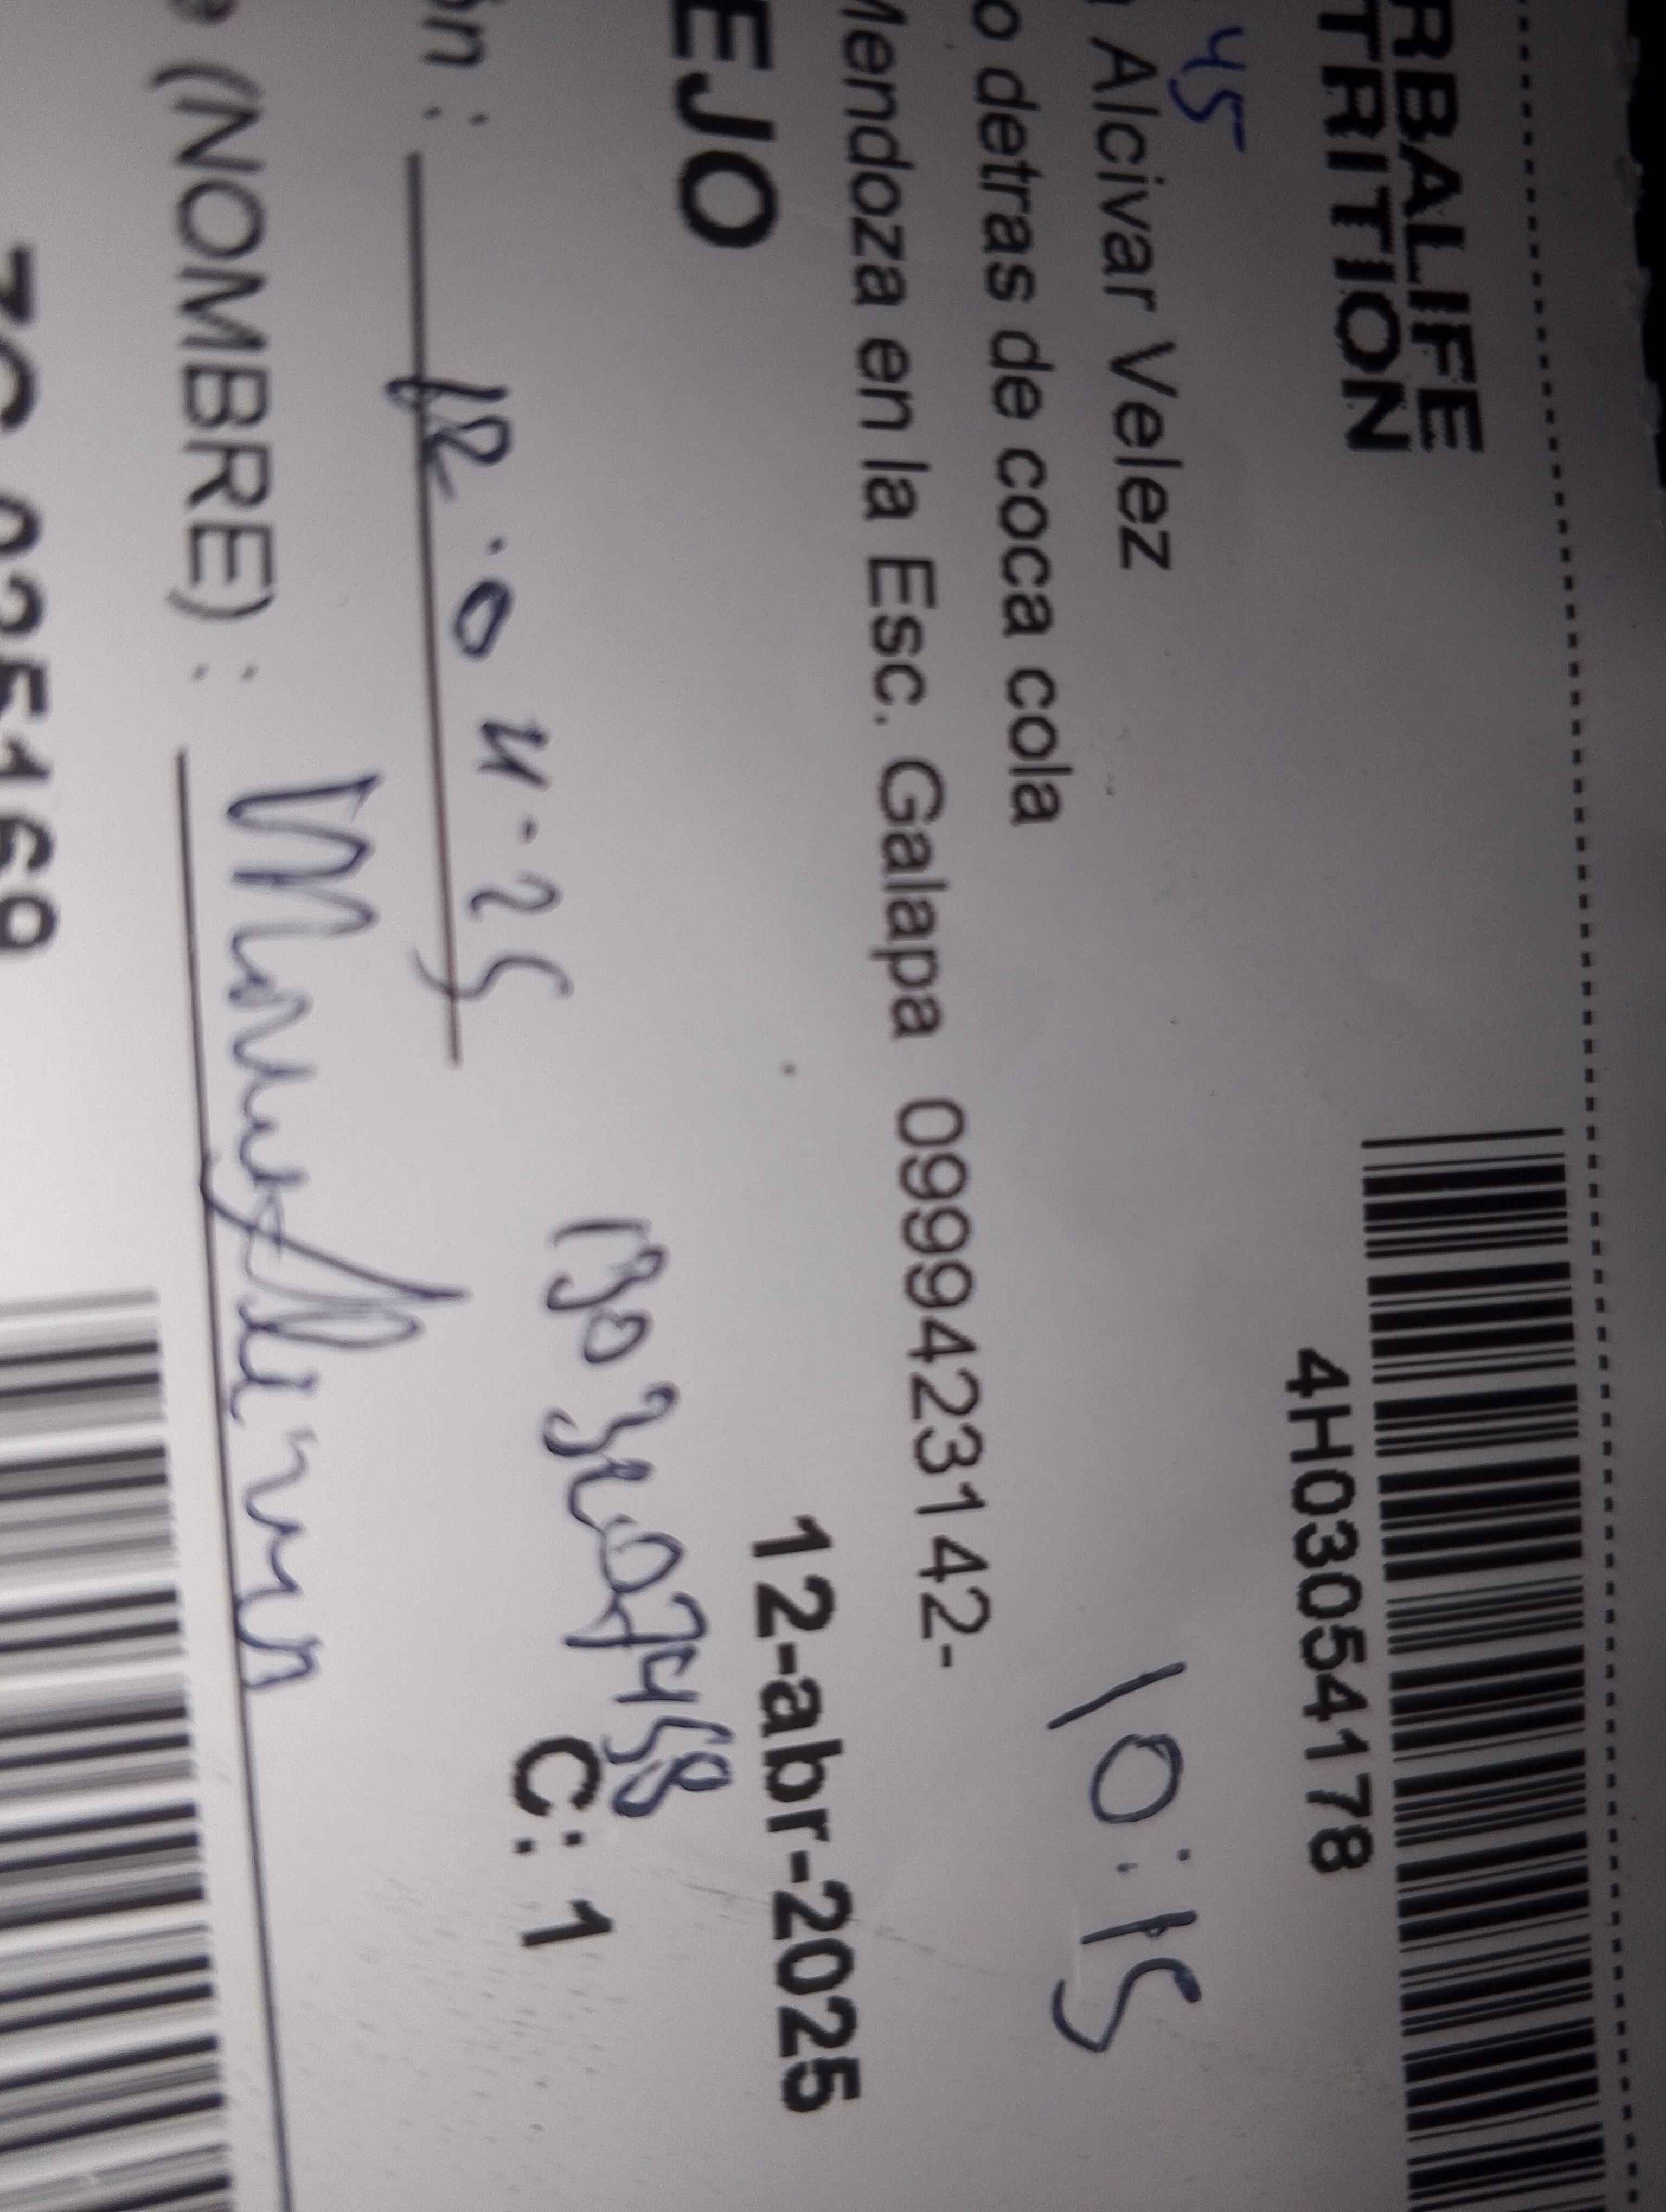 RBALIFE
TRITION
4H03054178
45
Alcivar Velez
10:15
o detras de coca cola
Mendoza en la Esc. Galapa 0999423142-
EJO
12-abr-2025
C: 1
ón :
12·04·25
e (NOMBRE) :